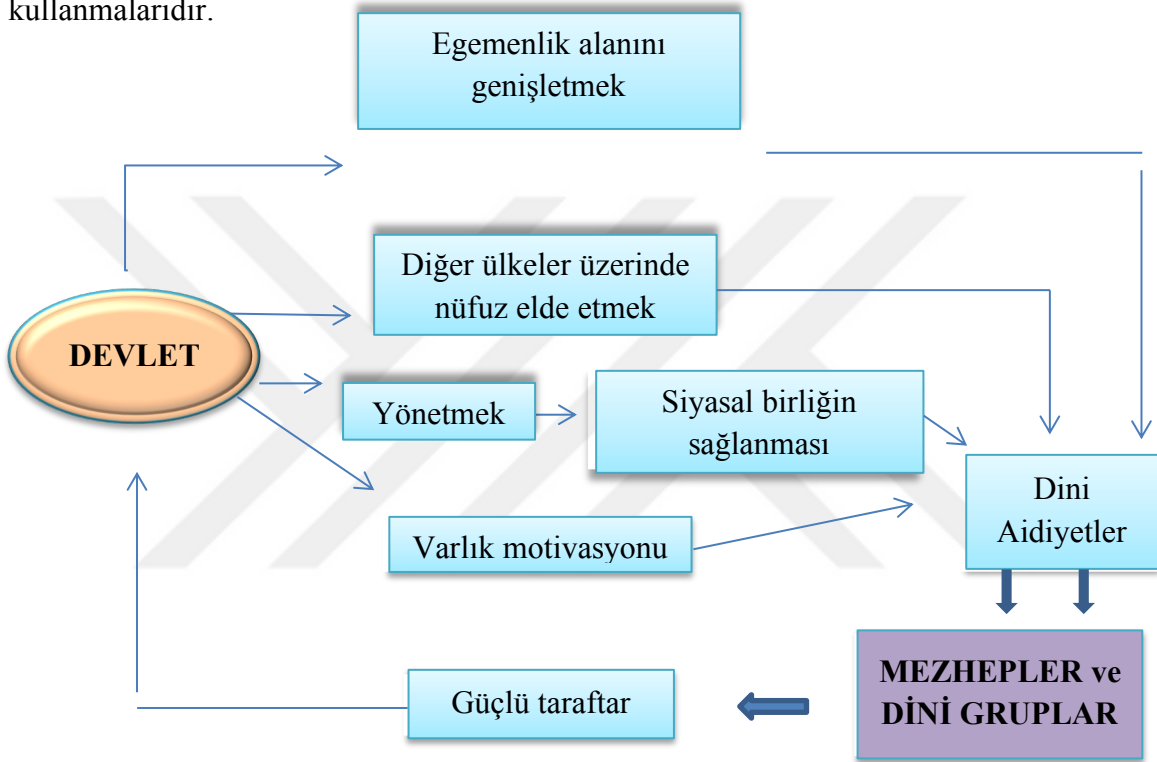 kullanmalarıdır.
Egemenlik alanını
genişletmek
Diğer ülkeler üzerinde
nüfuz elde etmek
DEVLET
Yönetmek
Siyasal birliğin
sağlanması
Dini
Aidiyetler
Varlık motivasyonu
MEZHEPLER ve
DİNİ GRUPLAR
Güçlü taraftar